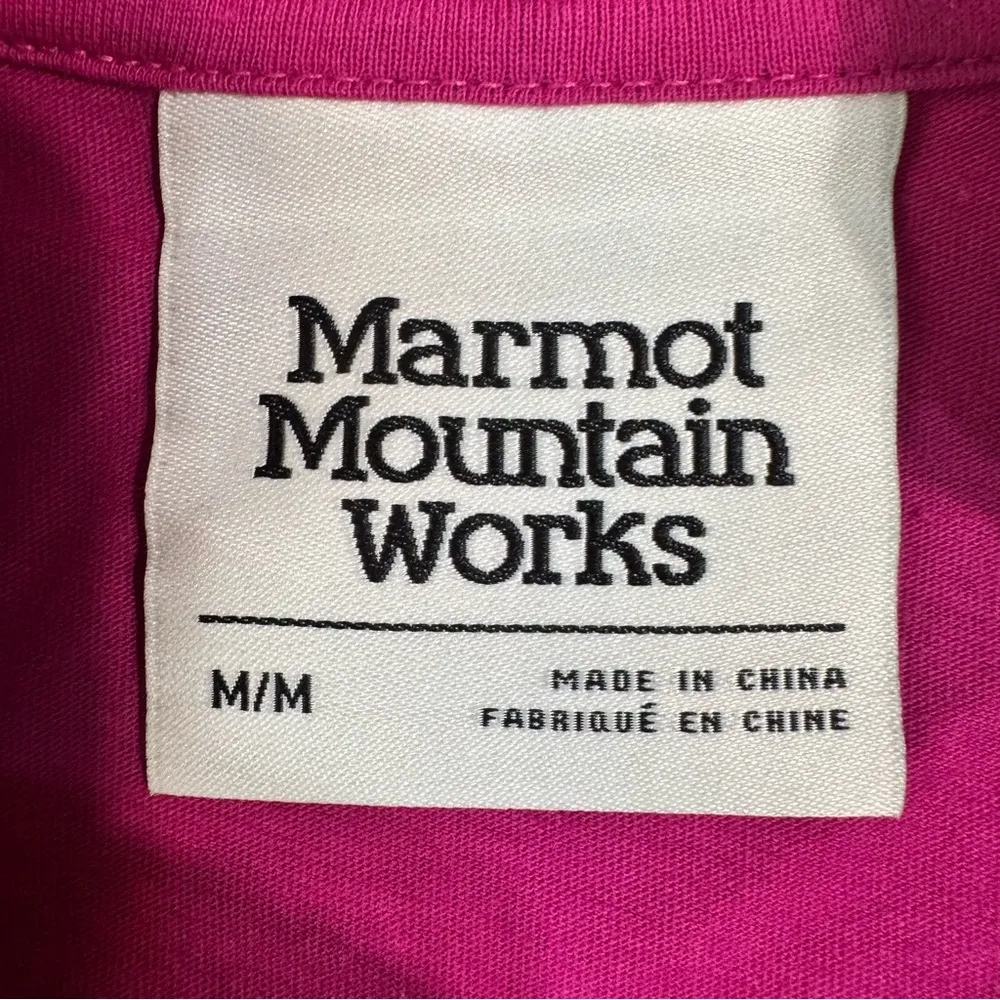 Marmot
Mountain
Works
M/M
MADE IN CHINA
FABRIQUÉ EN CHINE